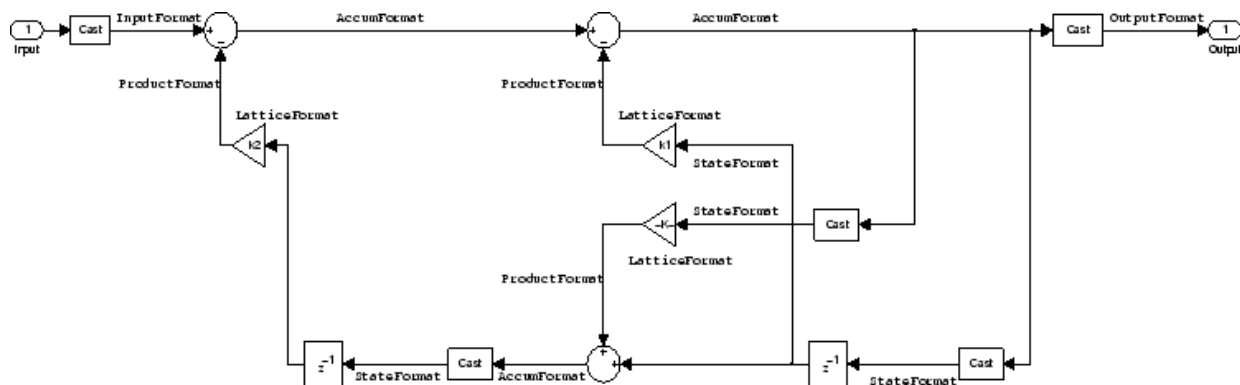 InputFormat AccumFormat AccumFormat OutputFormat
1 Cast + + Cast 1
Input - - Output
ProductFormat ProductFormat
LatticeFormat LatticeFormat
k2 k1
StateFormat
StateFormat
-K- Cast
LatticeFormat
ProductFormat
+
z-1 Cast + z-1 Cast
StateFormat AccumFormat StateFormat